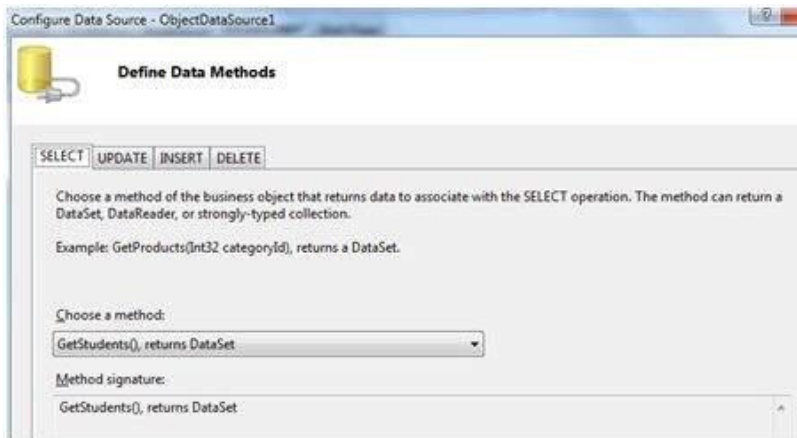 Configure Data Source - ObjectDataSource1
Define Data Methods
SELECT UPDATE INSERT DELETE
Choose a method of the business object that returns data to associate with the SELECT operation. The method can return a
DataSet, DataReader, or strongly-typed collection.
Example: GetProducts(Int32 categoryId), returns a DataSet.
Choose a method:
GetStudents(), returns DataSet
Method signature:
GetStudents(), returns DataSet